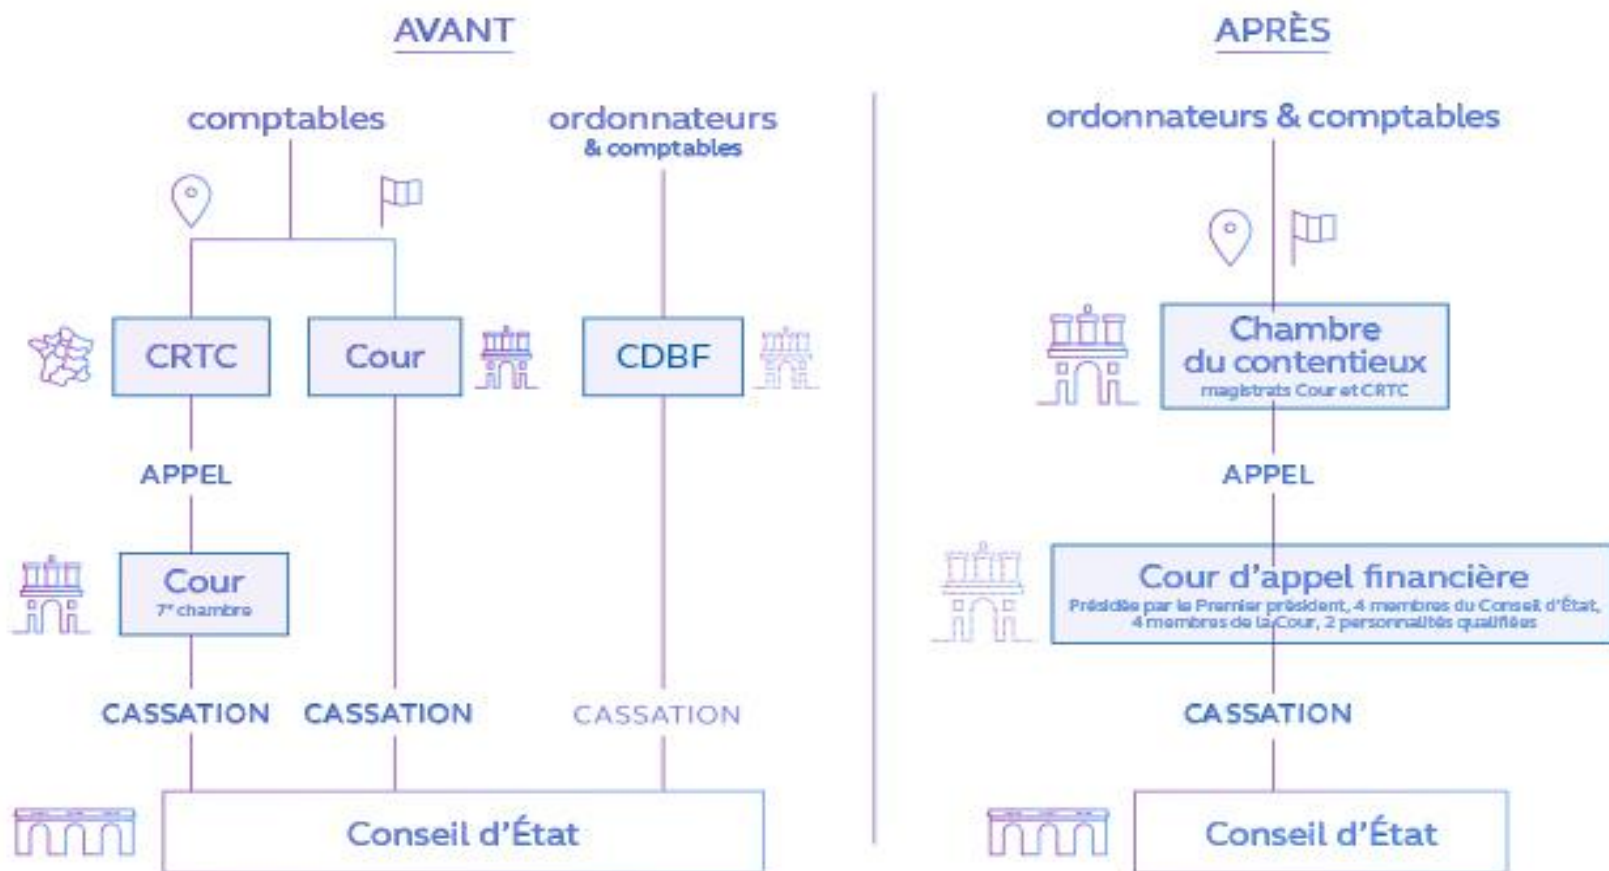 AVANT
comptables
ordonnateurs
& comptables
CRTC
Cour
CDBF
APPEL
Cour
7e chambre
CASSATION
CASSATION
CASSATION
Conseil d'État
APRÈS
ordonnateurs & comptables
Chambre
du contentieux
magistrats Cour et CRTC
APPEL
Cour d'appel financière
Présidée par le Premier président, 4 membres du Conseil d'État,
4 membres de la Cour, 2 personnalités qualifiées
CASSATION
Conseil d'État